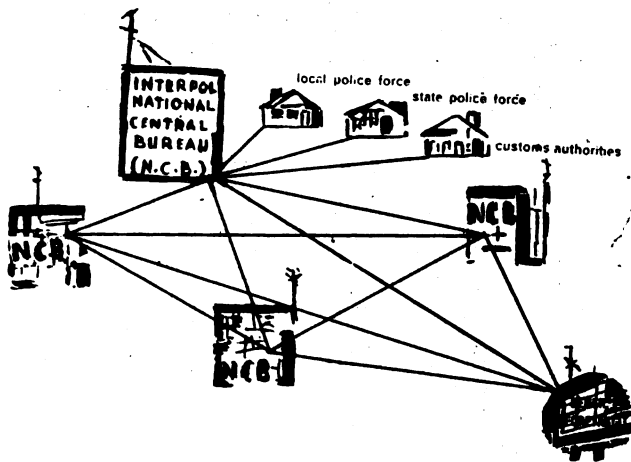 INTERPOL
NATIONAL
CENTRAL
BUREAU
(N.C.B.)
local police force
state police force
customs authorities
NCB
NCB
NCB